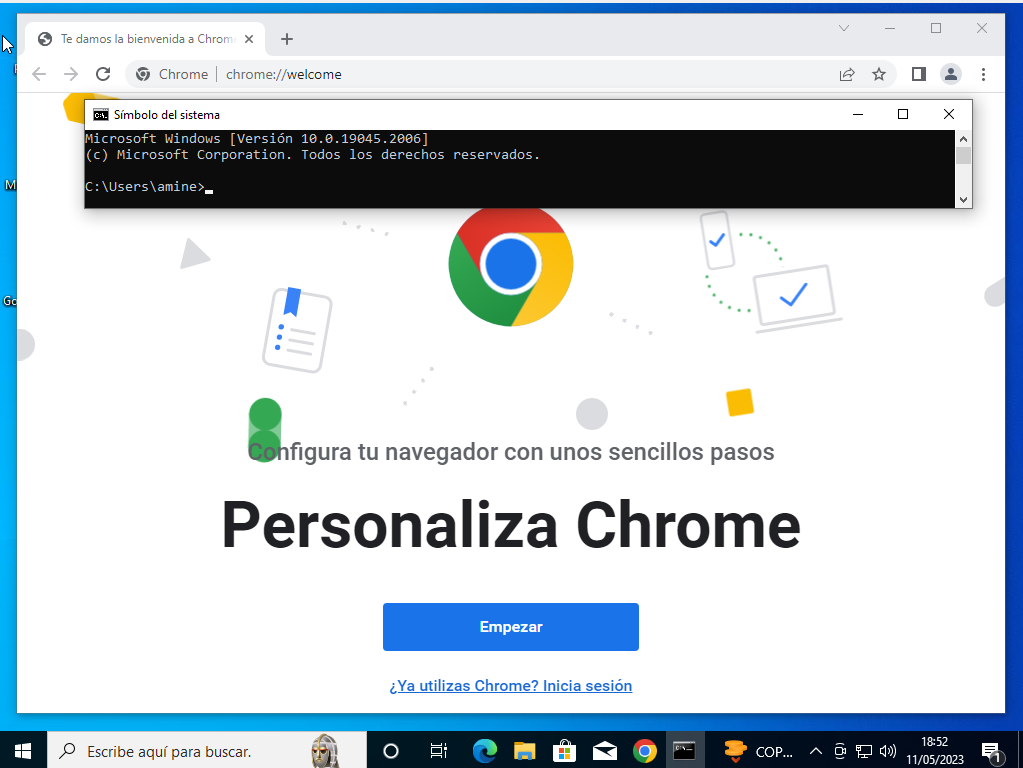 Te damos la bienvenida a Chrom
Chrome | chrome://welcome
Símbolo del sistema
Microsoft Windows [Versión 10.0.19045.2006]
(c) Microsoft Corporation. Todos los derechos reservados.
C:\Users\amine>
M
Go
Configura tu navegador con unos sencillos pasos
Personaliza Chrome
Empezar
¿Ya utilizas Chrome? Inicia sesión
Escribe aquí para buscar.
COP...
18:52
11/05/2023
1